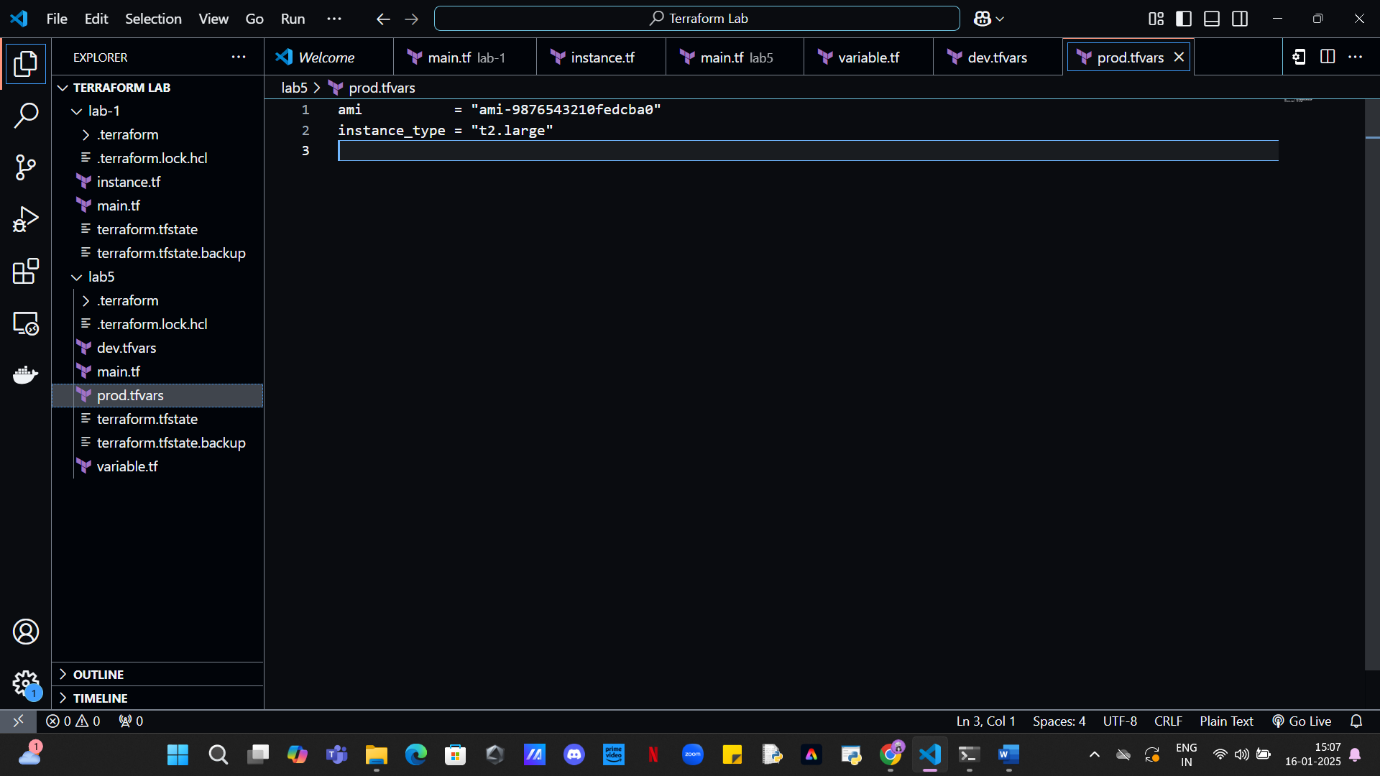 File Edit Selection View Go Run ··· Terraform Lab
EXPLORER ···
Welcome main.tf lab-1 instance.tf main.tf lab5 variable.tf dev.tfvars prod.tfvars
TERRAFORM LAB
lab-1
.terraform
.terraform.lock.hcl
instance.tf
main.tf
terraform.tfstate
terraform.tfstate.backup
lab5
.terraform
.terraform.lock.hcl
dev.tfvars
main.tf
prod.tfvars
terraform.tfstate
terraform.tfstate.backup
variable.tf
OUTLINE
TIMELINE
lab5 > prod.tfvars
1 ami = "ami-9876543210fedcba0"
2 instance_type = "t2.large"
3
1
0 0 0 Ln 3, Col 1 Spaces: 4 UTF-8 CRLF Plain Text Go Live
1
zoom
ENG
IN
15:07
16-01-2025